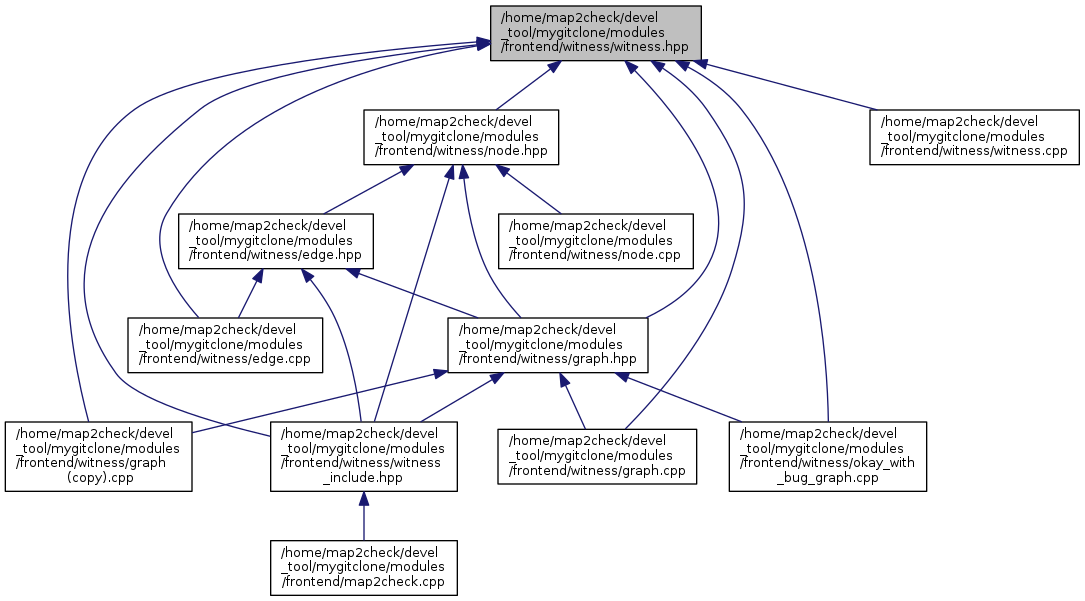 /home/map2check/devel
_tool/mygitclone/modules
/frontend/witness/witness.hpp
/home/map2check/devel
_tool/mygitclone/modules
/frontend/witness/node.hpp
/home/map2check/devel
_tool/mygitclone/modules
/frontend/witness/witness.cpp
/home/map2check/devel
_tool/mygitclone/modules
/frontend/witness/edge.hpp
/home/map2check/devel
_tool/mygitclone/modules
/frontend/witness/node.cpp
/home/map2check/devel
_tool/mygitclone/modules
/frontend/witness/edge.cpp
/home/map2check/devel
_tool/mygitclone/modules
/frontend/witness/graph.hpp
/home/map2check/devel
_tool/mygitclone/modules
/frontend/witness/graph
(copy).cpp
/home/map2check/devel
_tool/mygitclone/modules
/frontend/witness/witness
_include.hpp
/home/map2check/devel
_tool/mygitclone/modules
/frontend/witness/graph.cpp
/home/map2check/devel
_tool/mygitclone/modules
/frontend/witness/okay_with
_bug_graph.cpp
/home/map2check/devel
_tool/mygitclone/modules
/frontend/map2check.cpp